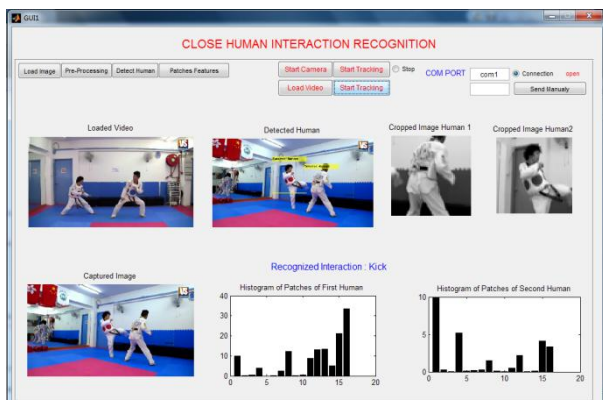 GUI1
CLOSE HUMAN INTERACTION RECOGNITION
Load Image Pre-Processing Detect Human Patches Features
Start Camera Start Tracking Stop COM PORT com1 Connection open
Load Video Start Tracking Send Manualy
Loaded Video Detected Human Cropped Image Human 1 Cropped Image Human2
Captured Image
Recognized Interaction : Kick
Histogram of Patches of First Human
40
30
20
10
0
0 5 10 15 20
Histogram of Patches of Second Human
10
5
0
0 5 10 15 20